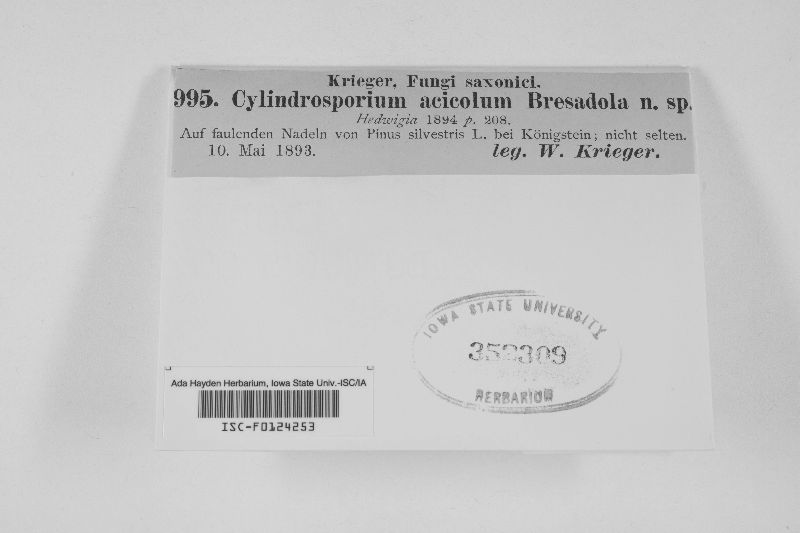 Krieger, Fungi saxonici.
995. Cylindrosporium acicolum Bresadola n. sp.
Hedwigia 1894 p. 208.
Auf faulenden Nadeln von Pinus silvestris L. bei Königstein; nicht selten.
10. Mai 1893. leg. W. Krieger.
IOWA STATE UNIVERSITY
352309
HERBARIUM
Ada Hayden Herbarium, Iowa State Univ.-ISC/IA
ISC-F0124253